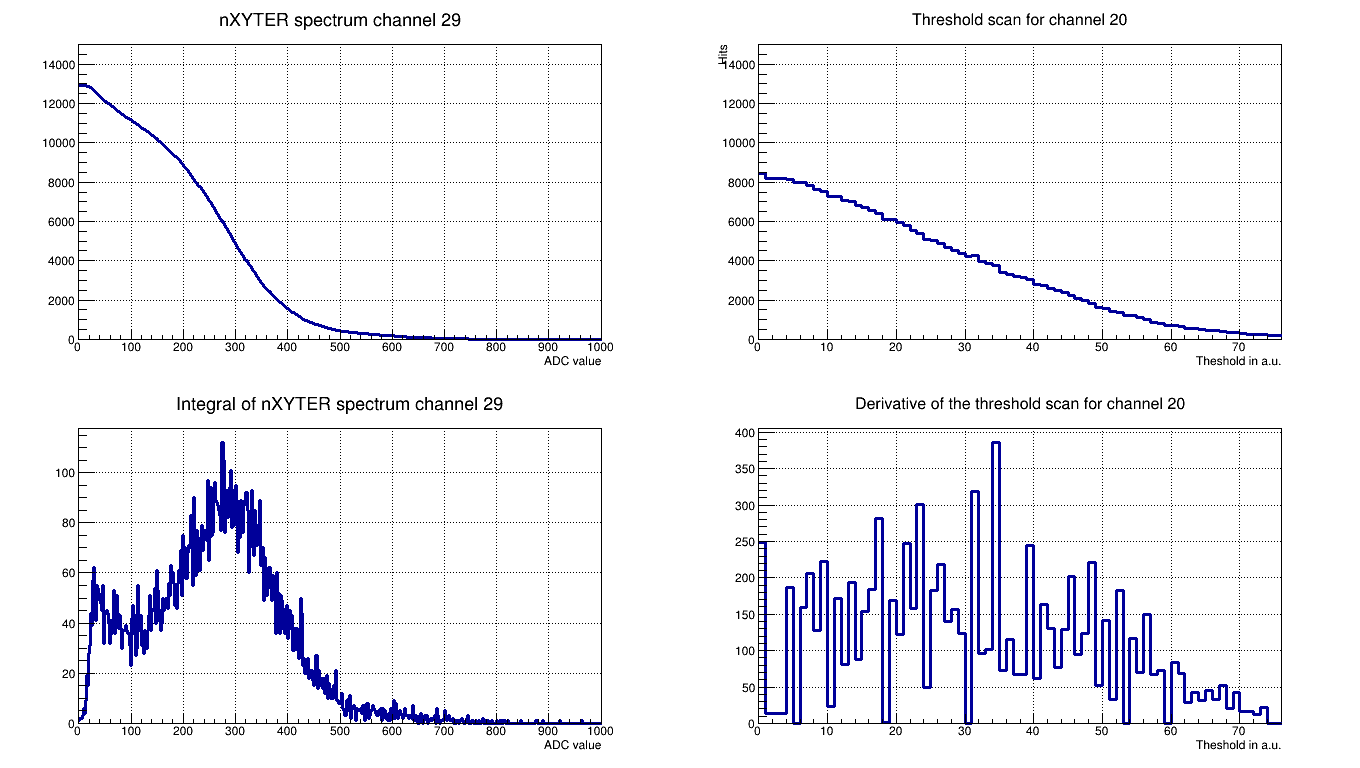 nXYTER spectrum channel 29
14000
12000
10000
8000
6000
4000
2000
0
0 100 200 300 400 500 600 700 800 900 1000
ADC value
Threshold scan for channel 20
Hits
14000
12000
10000
8000
6000
4000
2000
0
0 10 20 30 40 50 60 70
Theshold in a.u.
Integral of nXYTER spectrum channel 29
100
80
60
40
20
0
0 100 200 300 400 500 600 700 800 900 1000
ADC value
Derivative of the threshold scan for channel 20
400
350
300
250
200
150
100
50
0
0 10 20 30 40 50 60 70
Theshold in a.u.